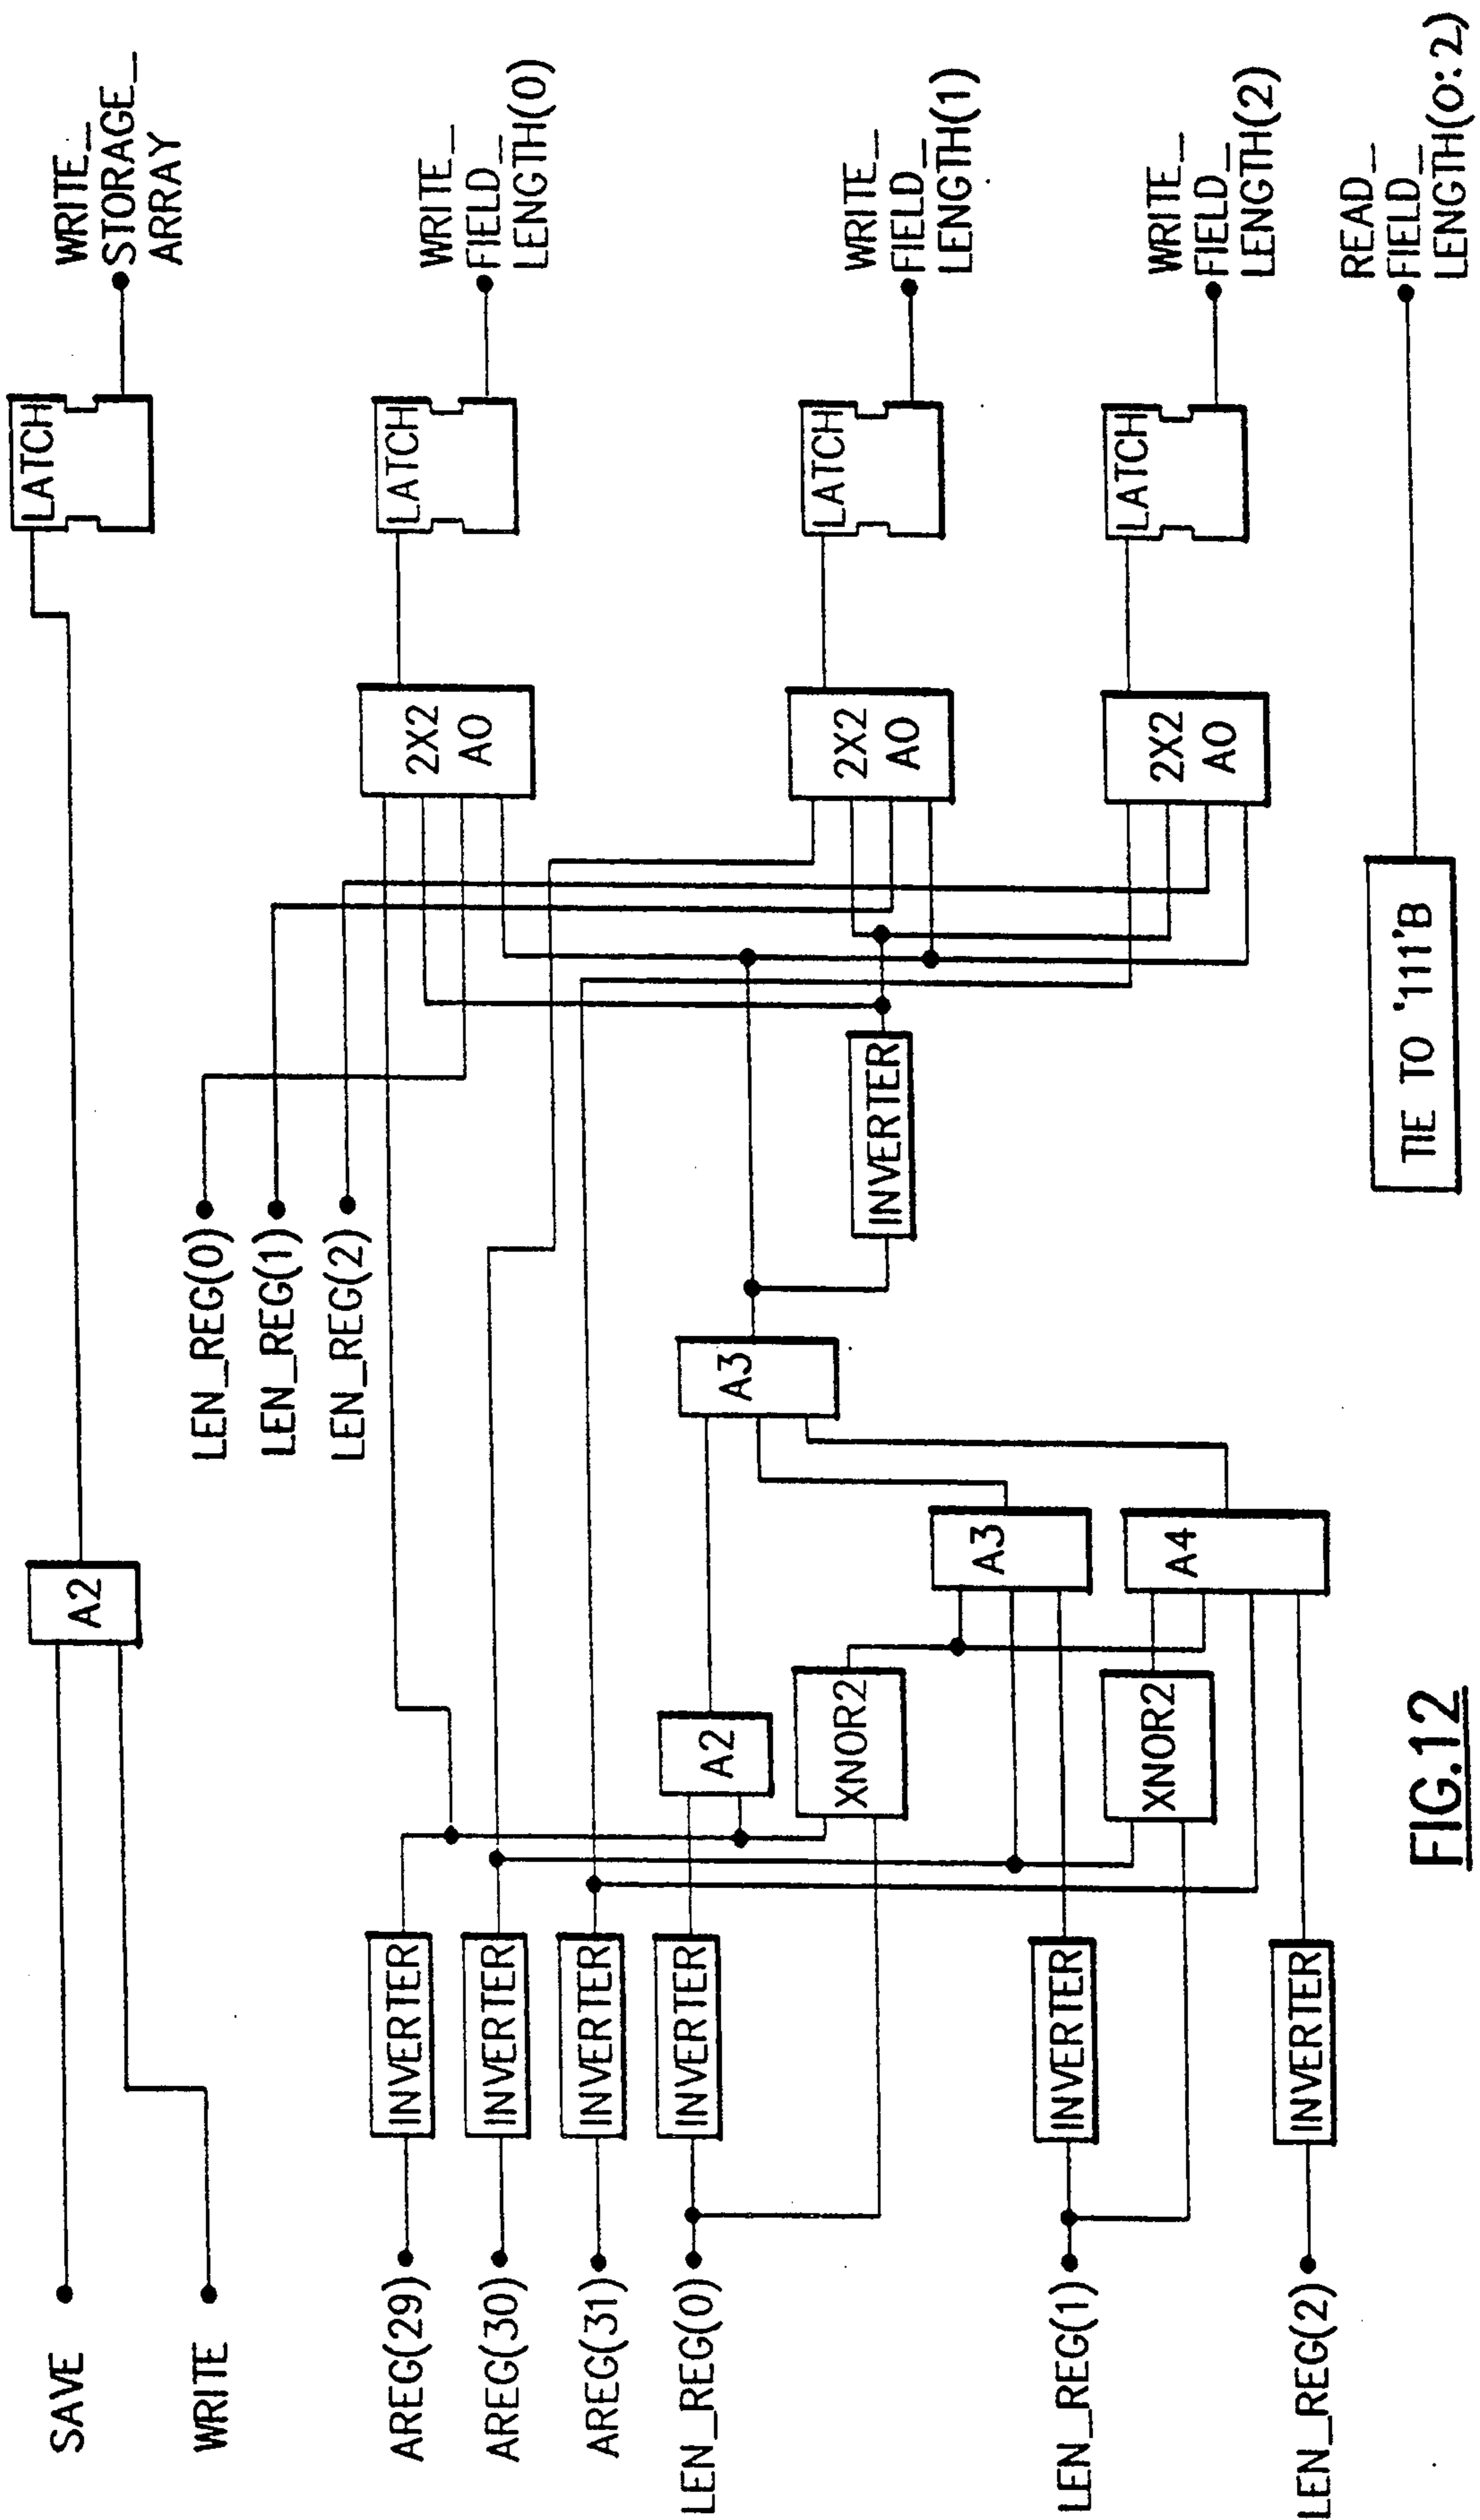 SAVE
WRITE
A2
LATCH
WRITE_
STORAGE_
ARRAY
LEN_REG(0)
LEN_REG(1)
LEN_REG(2)
AREG(29)
INVERTER
2X2
AO
LATCH
WRITE_
FIELD_
LENGTH(0)
AREG(30)
INVERTER
AREG(31)
INVERTER
LEN_REG(0)
INVERTER
A2
A3
XNOR2
INVERTER
2X2
AO
LATCH
WRITE_
FIELD_
LENGTH(1)
LEN_REG(1)
INVERTER
A3
XNOR2
A4
2X2
AO
LATCH
WRITE_
FIELD_
LENGTH(2)
LEN_REG(2)
INVERTER
TIE TO '111'B
READ_
FIELD_
LENGTH(0:2)
FIG.12